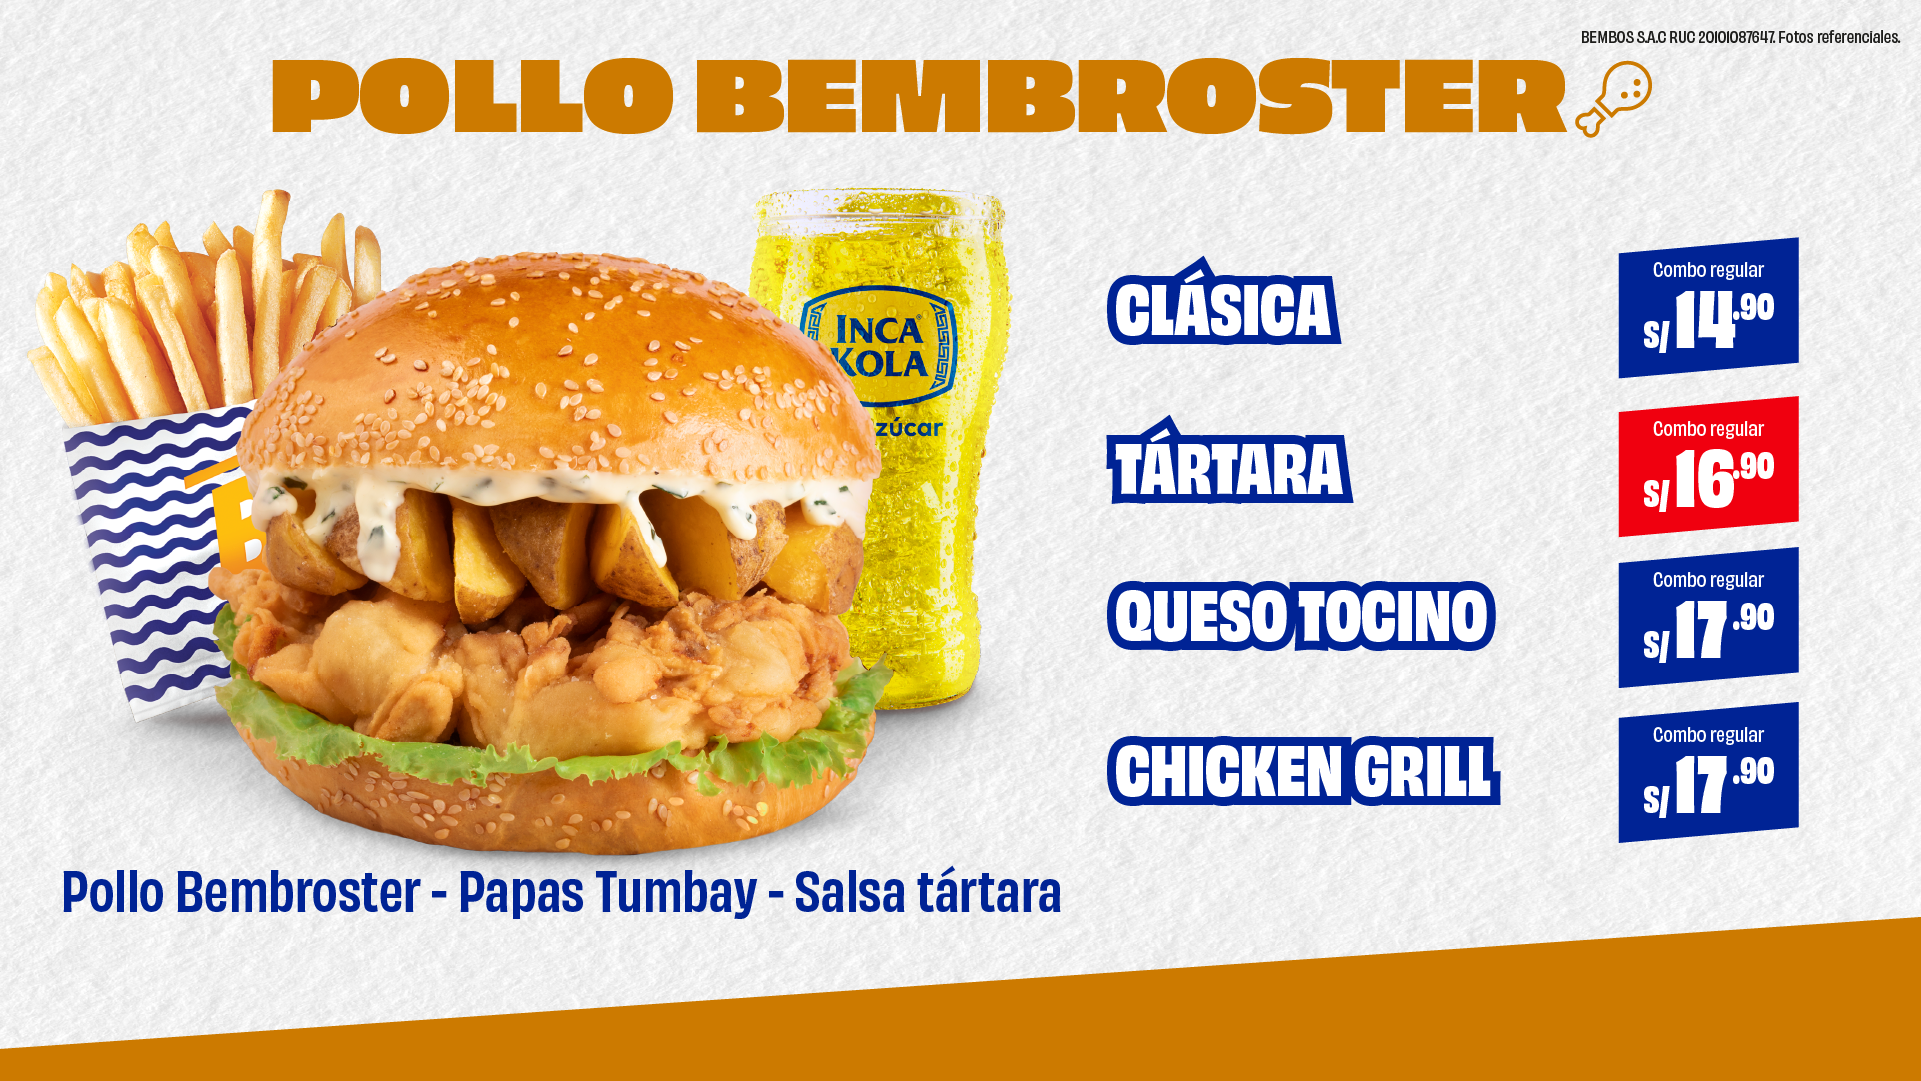 BEMBOS S.A.C RUC 20101087647. Fotos referenciales.
POLLO BEMBROSTER
INCA
KOLA
zúcar
B
CLÁSICA
Combo regular
S/ 14.90
TÁRTARA
Combo regular
S/ 16.90
QUESO TOCINO
Combo regular
S/ 17.90
CHICKEN GRILL
Combo regular
S/ 17.90
Pollo Bembroster - Papas Tumbay - Salsa tártara